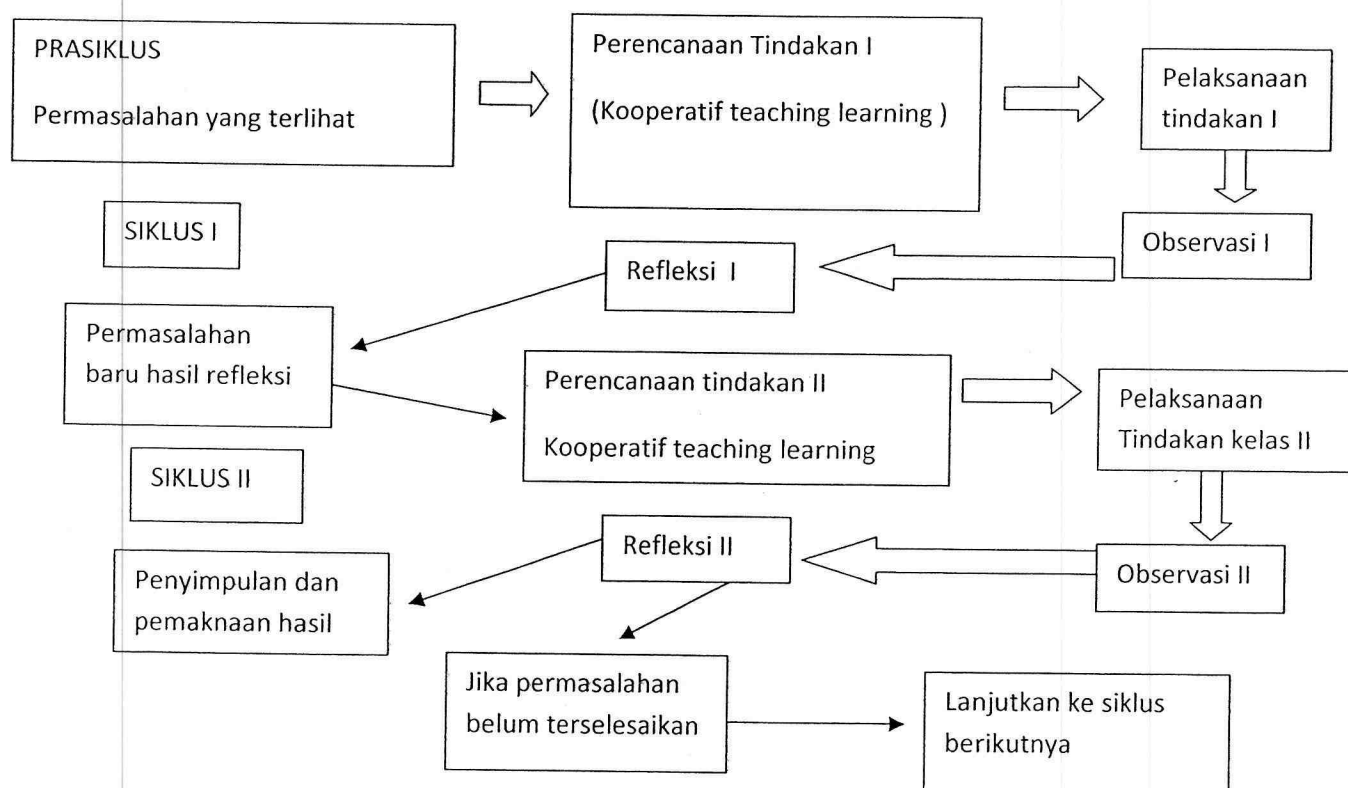 PRASIKLUS
Permasalahan yang terlihat
Perencanaan Tindakan I
(Kooperatif teaching learning )
Pelaksanaan
tindakan I
SIKLUS I
Refleksi I
Observasi I
Permasalahan
baru hasil refleksi
Perencanaan tindakan II
Kooperatif teaching learning
Pelaksanaan
Tindakan kelas II
SIKLUS II
Refleksi II
Observasi II
Penyimpulan dan
pemaknaan hasil
Jika permasalahan
belum terselesaikan
Lanjutkan ke siklus
berikutnya